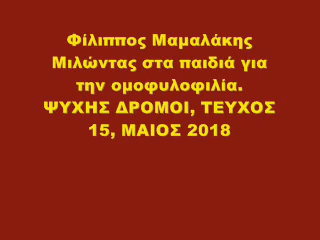 Φίλιππος Μαμαλάκης
Μιλώντας στα παιδιά για
την ομοφυλοφιλία.
ΨΥΧΗΣ ΔΡΟΜΟΙ, ΤΕΥΧΟΣ
15, ΜΑΙΟΣ 2018